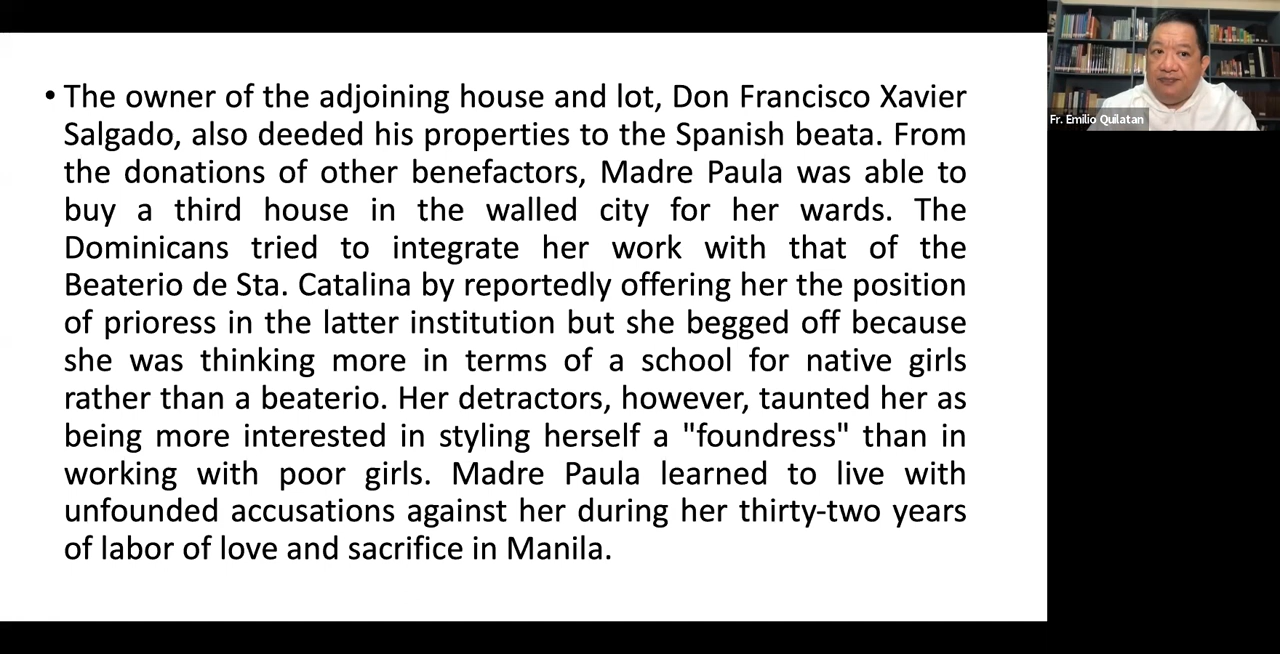 • The owner of the adjoining house and lot, Don Francisco Xavier
Salgado, also deeded his properties to the Spanish beata. From
the donations of other benefactors, Madre Paula was able to
buy a third house in the walled city for her wards. The
Dominicans tried to integrate her work with that of the
Beaterio de Sta. Catalina by reportedly offering her the position
of prioress in the latter institution but she begged off because
she was thinking more in terms of a school for native girls
rather than a beaterio. Her detractors, however, taunted her as
being more interested in styling herself a "foundress" than in
working with poor girls. Madre Paula learned to live with
unfounded accusations against her during her thirty-two years
of labor of love and sacrifice in Manila.
Fr. Emilio Quilatan